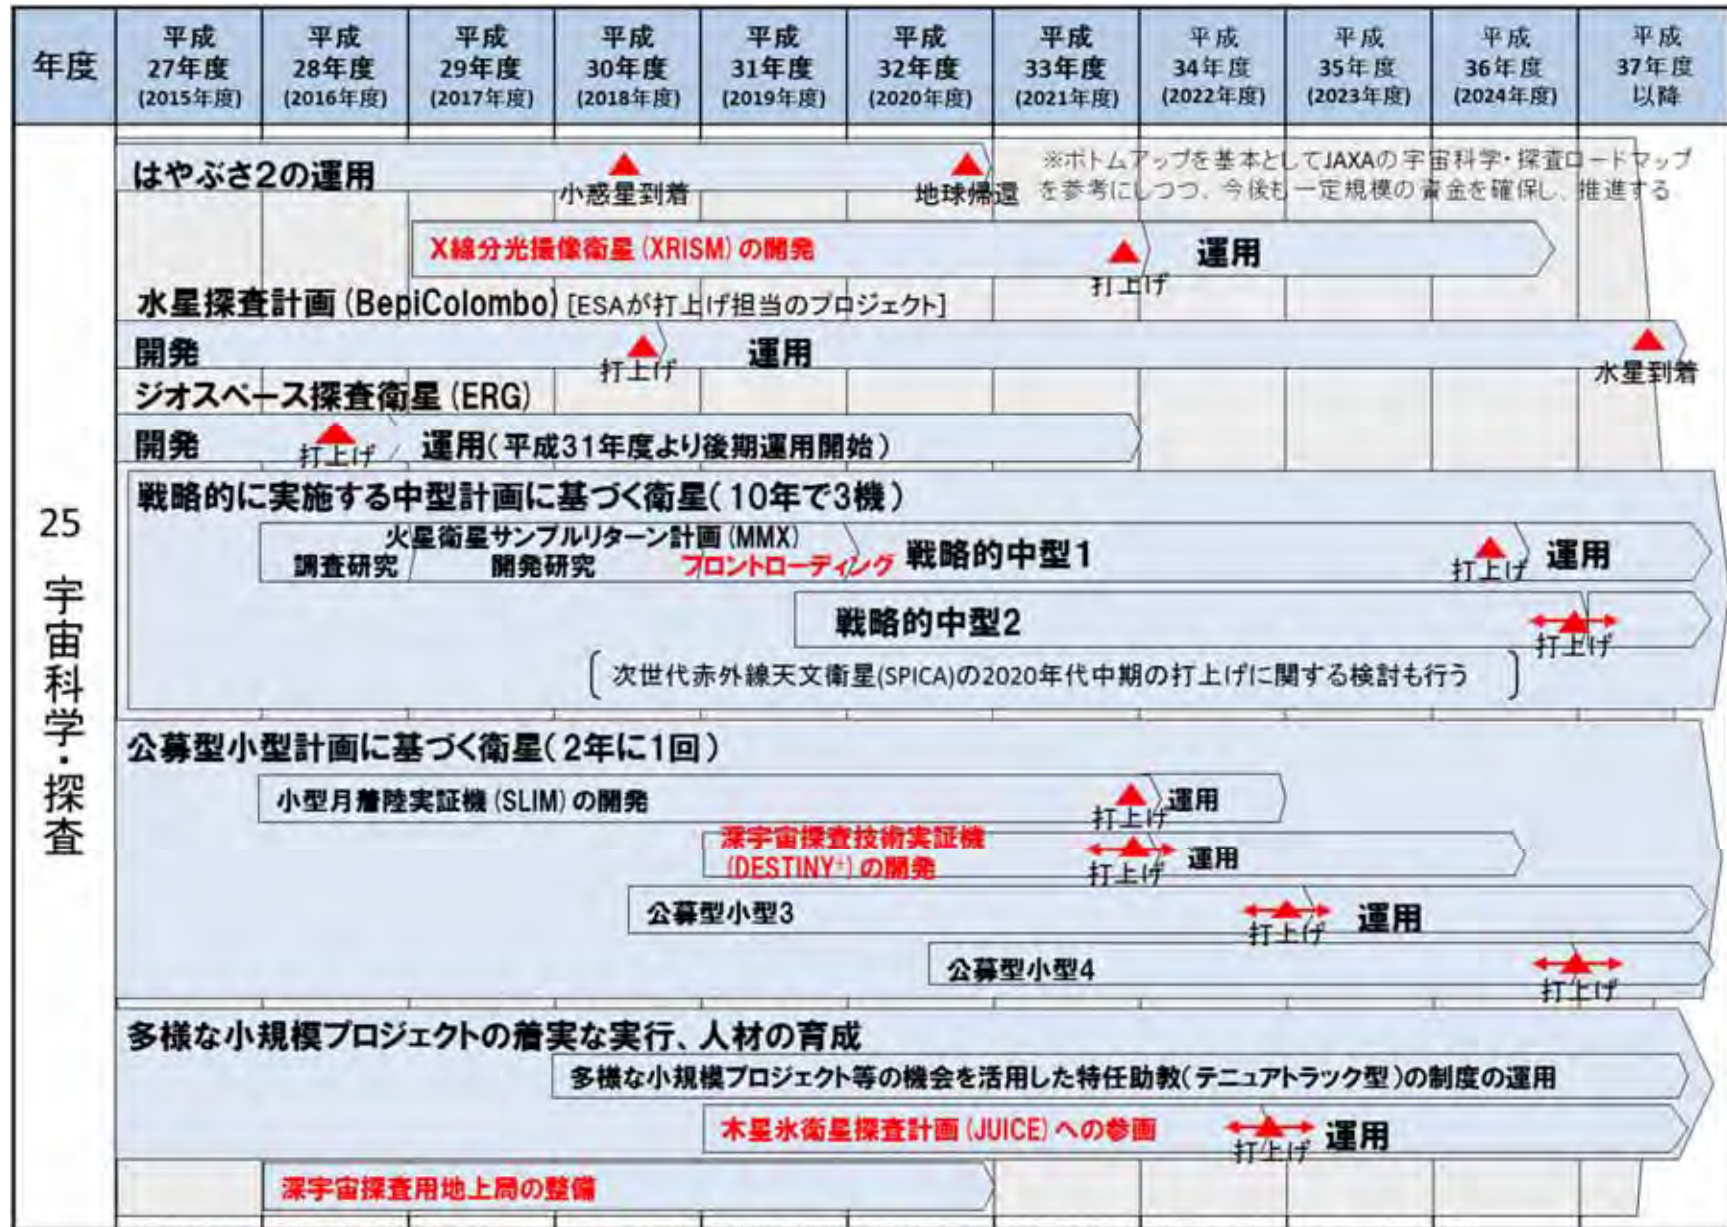 年度
平成
27年度
(2015年度)
平成
28年度
(2016年度)
平成
29年度
(2017年度)
平成
30年度
(2018年度)
平成
31年度
(2019年度)
平成
32年度
(2020年度)
平成
33年度
(2021年度)
平成
34年度
(2022年度)
平成
35年度
(2023年度)
平成
36年度
(2024年度)
平成
37年度
以降
25 宇宙科学・探査
はやぶさ2の運用
小惑星到着
地球帰還
※ボトムアップを基本としてJAXAの宇宙科学・探査ロードマップ
を参考にしつつ、今後も一定規模の資金を確保し、推進する
X線分光撮像衛星(XRISM)の開発
打上げ
運用
水星探査計画(BepiColombo)[ESAが打上げ担当のプロジェクト]
開発
打上げ
運用
水星到着
ジオスペース探査衛星(ERG)
開発
打上げ
運用(平成31年度より後期運用開始)
戦略的に実施する中型計画に基づく衛星(10年で3機)
火星衛星サンプルリターン計画(MMX)
調査研究
開発研究
フロントローディング
戦略的中型1
打上げ
運用
戦略的中型2
打上げ
次世代赤外線天文衛星(SPICA)の2020年代中期の打上げに関する検討も行う
公募型小型計画に基づく衛星(2年に1回)
小型月着陸実証機(SLIM)の開発
打上げ
運用
深宇宙探査技術実証機
(DESTINY+)の開発
打上げ
運用
公募型小型3
打上げ
運用
公募型小型4
打上げ
多様な小規模プロジェクトの着実な実行、人材の育成
多様な小規模プロジェクト等の機会を活用した特任助教(テニュアトラック型)の制度の運用
木星氷衛星探査計画(JUICE)への参画
打上げ
運用
深宇宙探査用地上局の整備